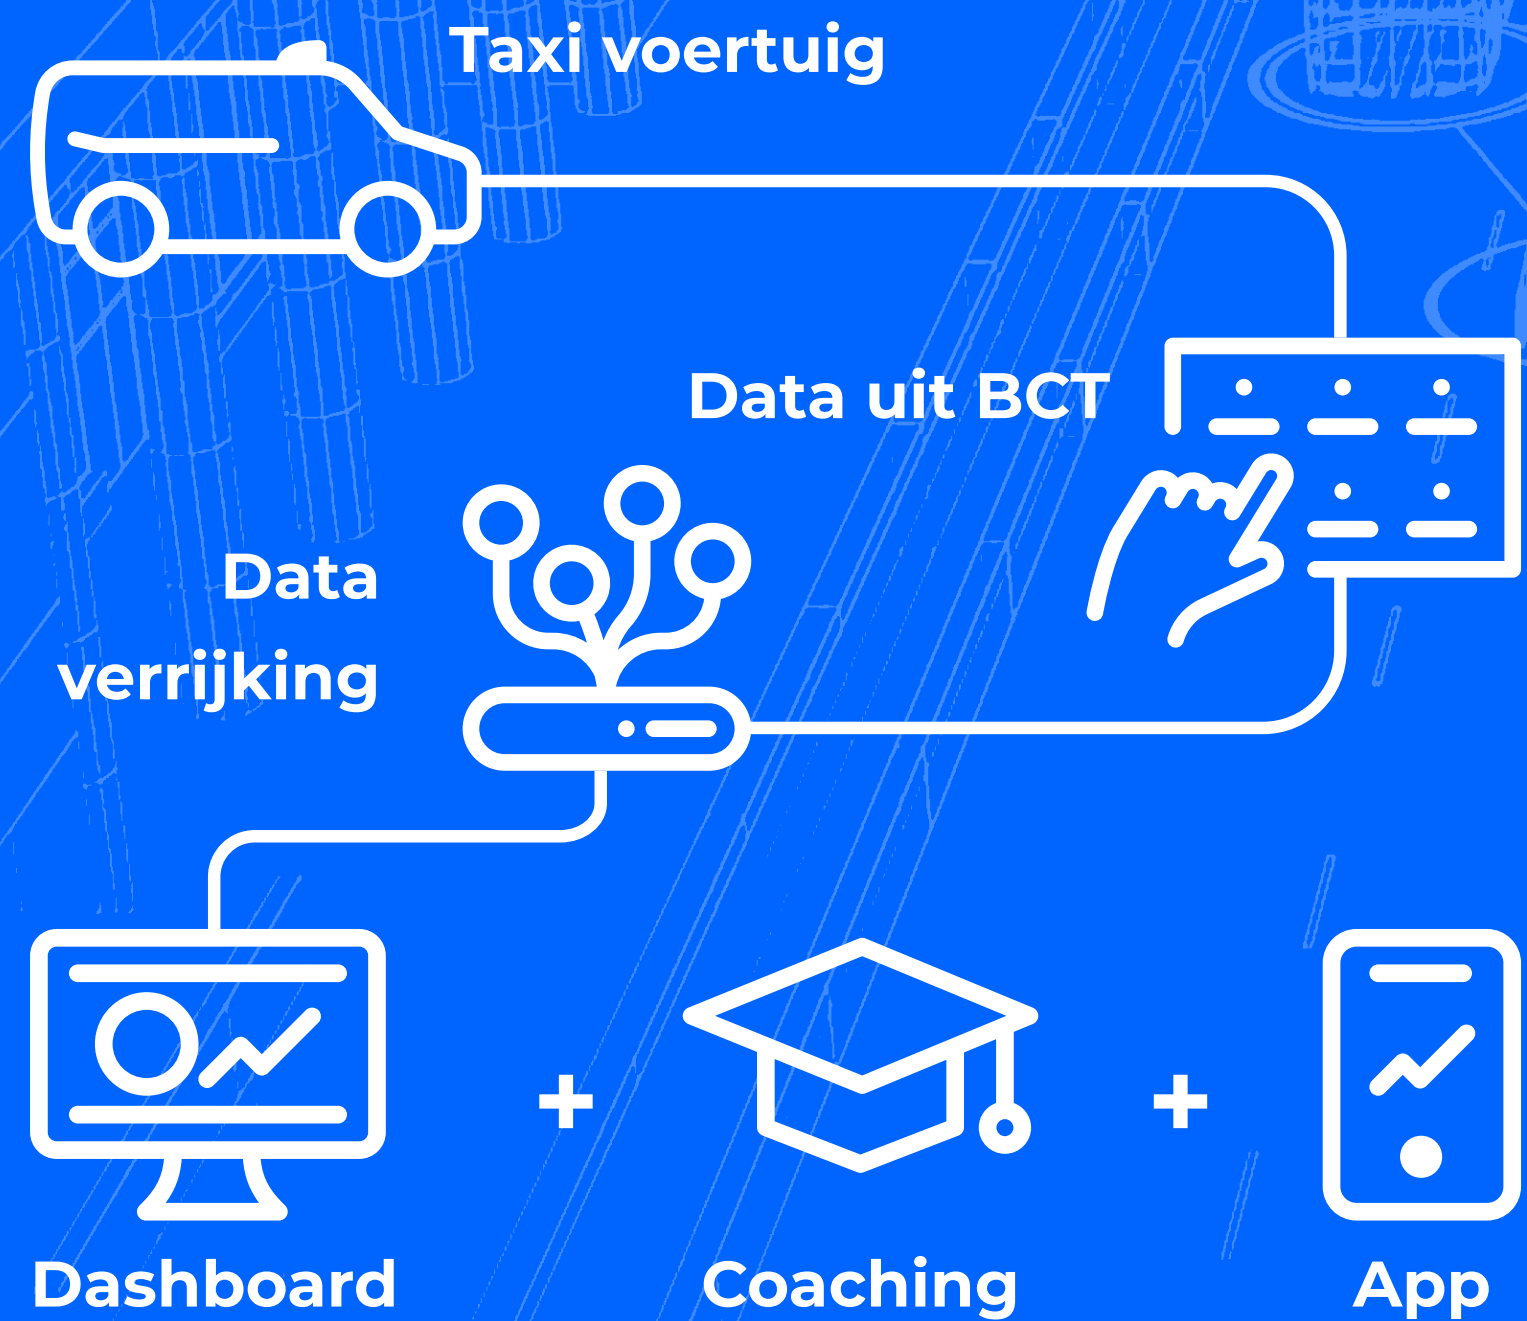 Taxi voertuig
Data uit BCT
Data
verrijking
+
+
Dashboard
Coaching
App